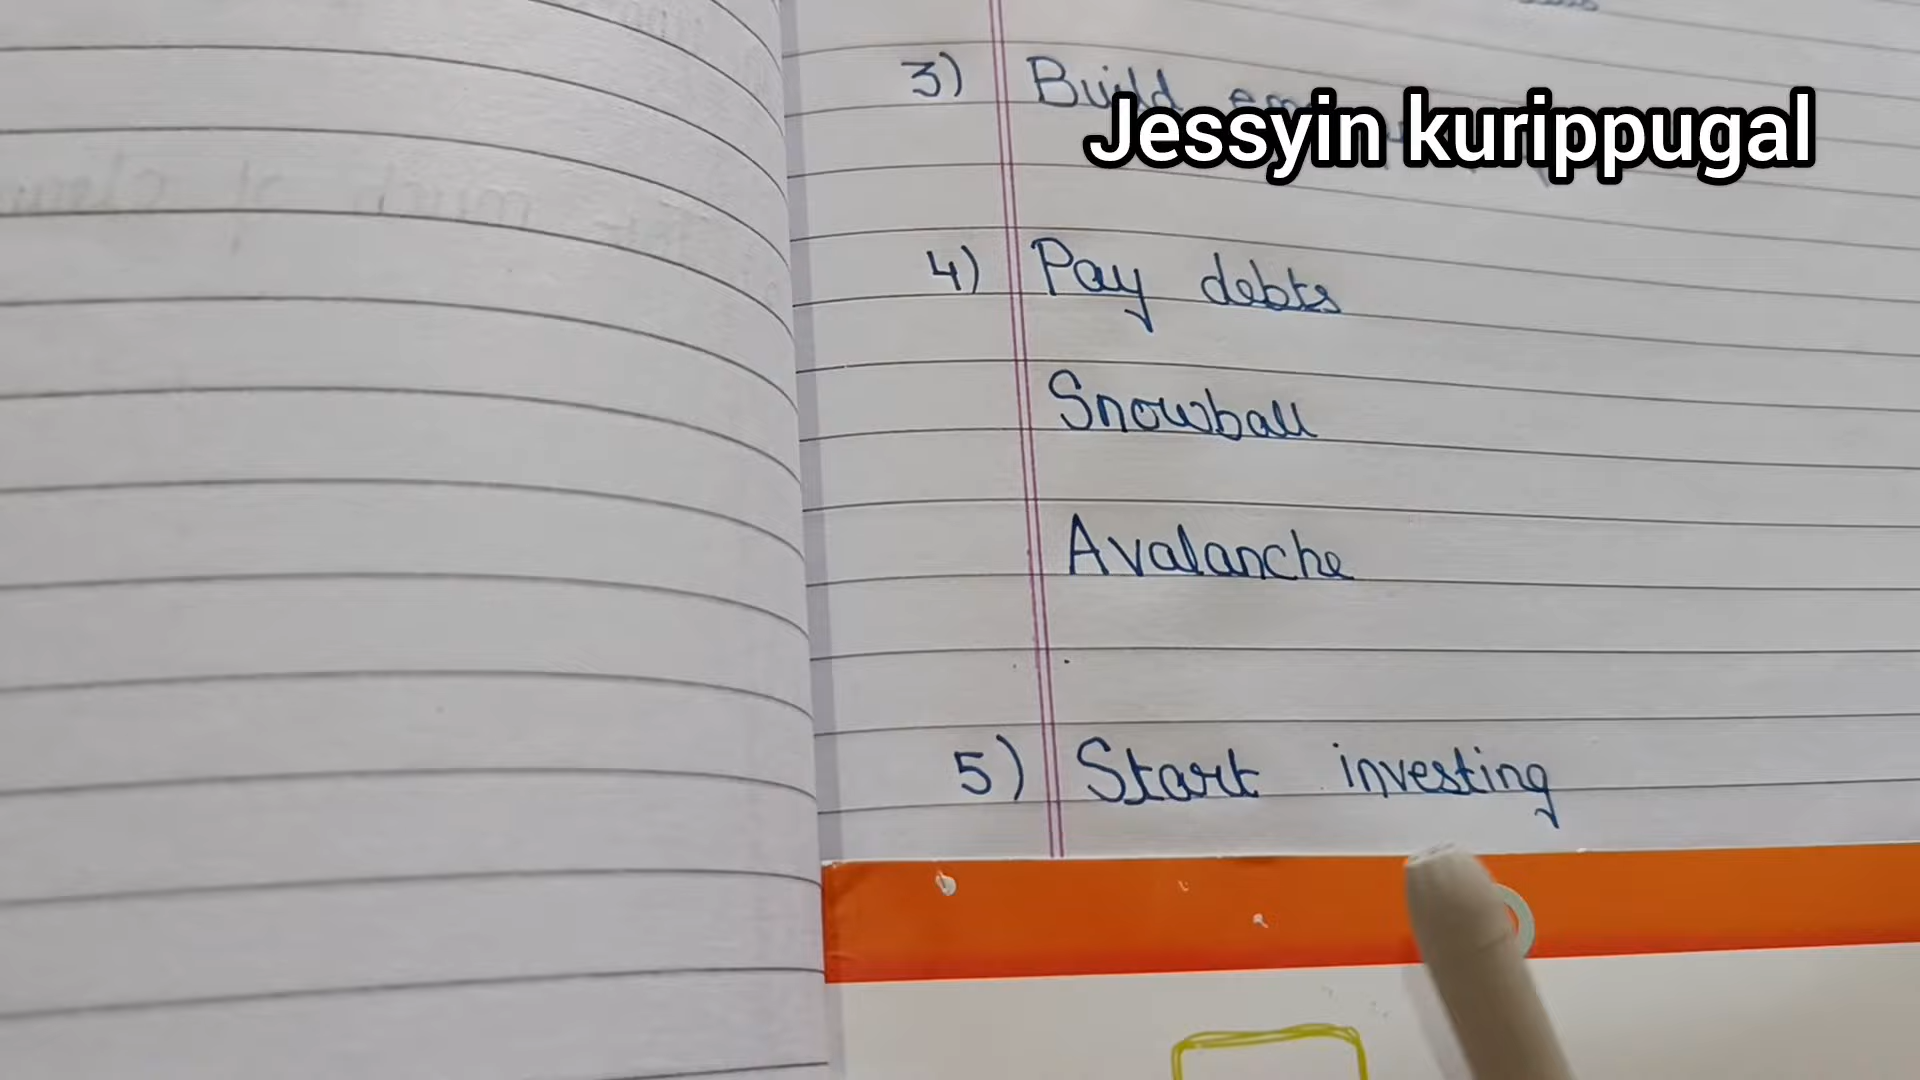 3) Build
Jessyin kurippugal
4) Pay debts
Snowball
Avalanche
5) Start investing